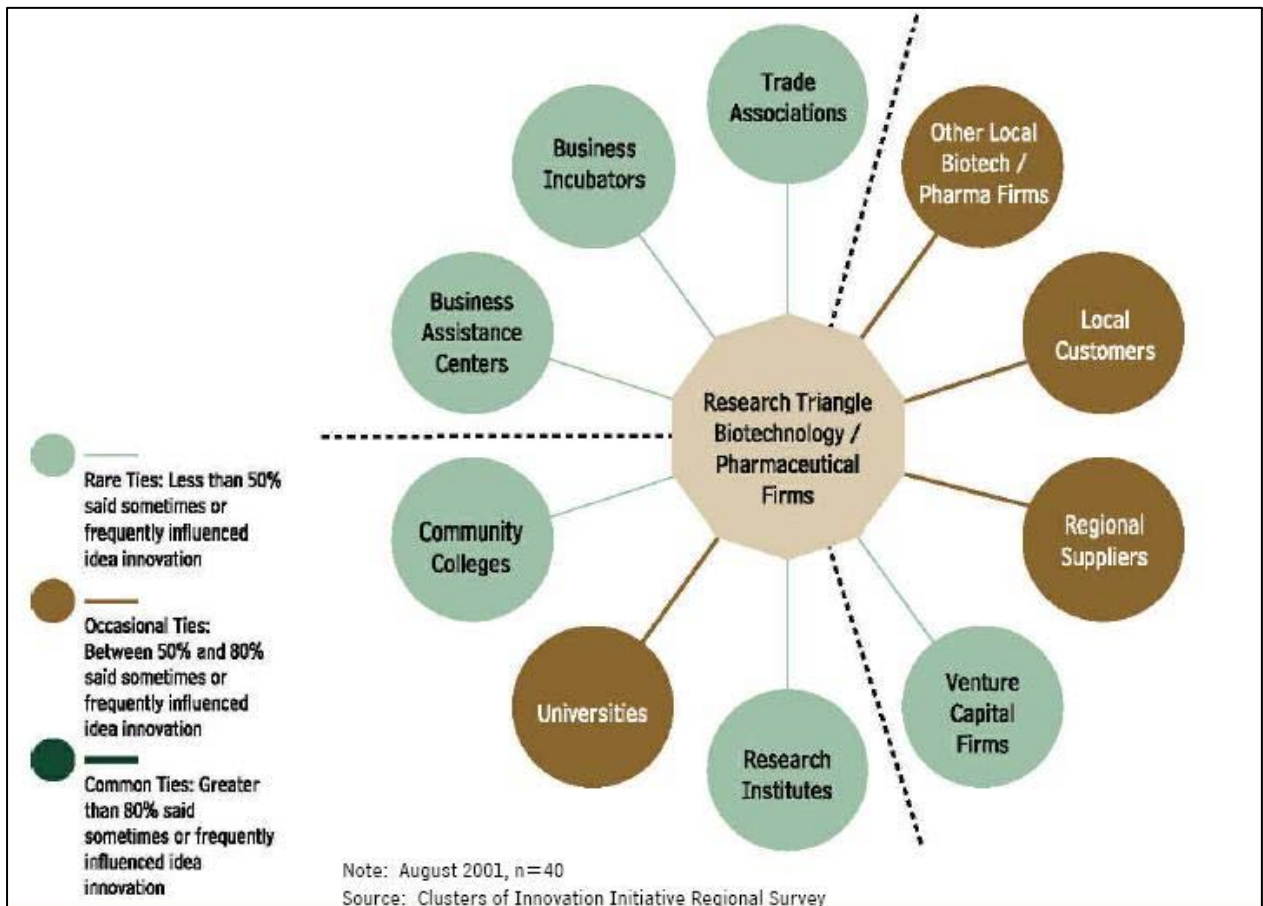 Trade
Associations
Business
Incubators
Other Local
Biotech /
Pharma Firms
Business
Assistance
Centers
Local
Customers
Research Triangle
Biotechnology /
Pharmaceutical
Firms
Community
Colleges
Regional
Suppliers
Universities
Research
Institutes
Venture
Capital
Firms
Rare Ties: Less than 50%
said sometimes or
frequently influenced
idea innovation
Occasional Ties:
Between 50% and 80%
said sometimes or
frequently influenced
idea innovation
Common Ties: Greater
than 80% said
sometimes or frequently
influenced idea
innovation
Note: August 2001, n=40
Source: Clusters of Innovation Initiative Regional Survey